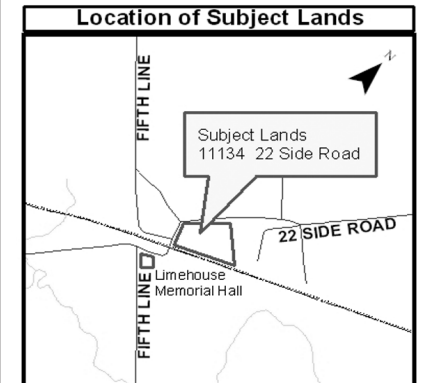 Location of Subject Lands
N
FIFTH LINE
Subject Lands
11134 22 Side Road
22 SIDE ROAD
Limehouse
Memorial Hall
FIFTH LINE